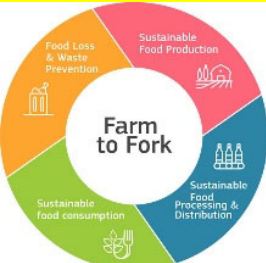 Food Loss
& Waste
Prevention
Sustainable
Food Production
Farm
to Fork
Sustainable
Food
Processing &
Distribution
Sustainable
food consumption